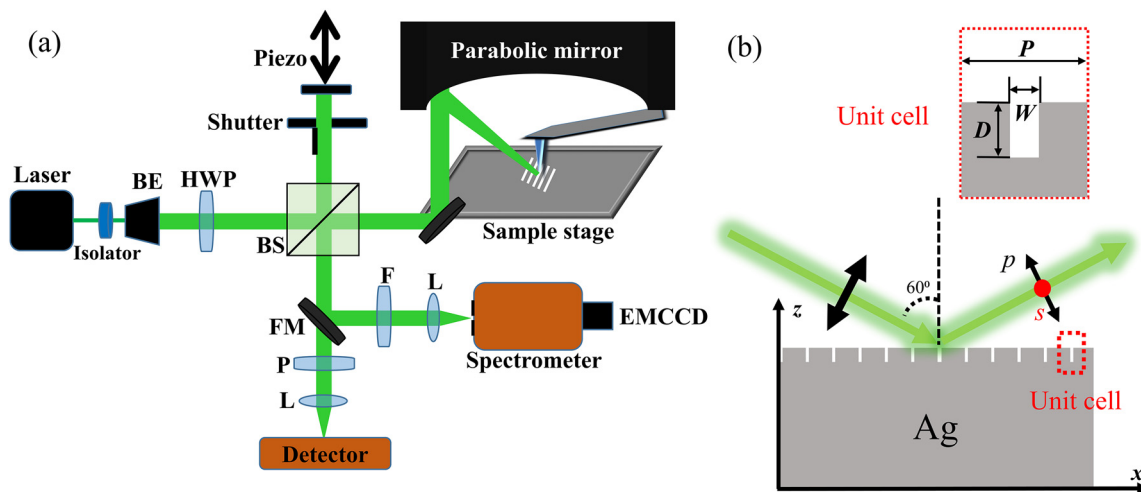 (a)
Piezo
Parabolic mirror
Shutter
Laser
BE
HWP
Isolator
BS
Sample stage
F
L
FM
EMCCD
Spectrometer
P
L
Detector
(b)
P
W
D
Unit cell
60⁰
p
s
z
Unit cell
Ag
x